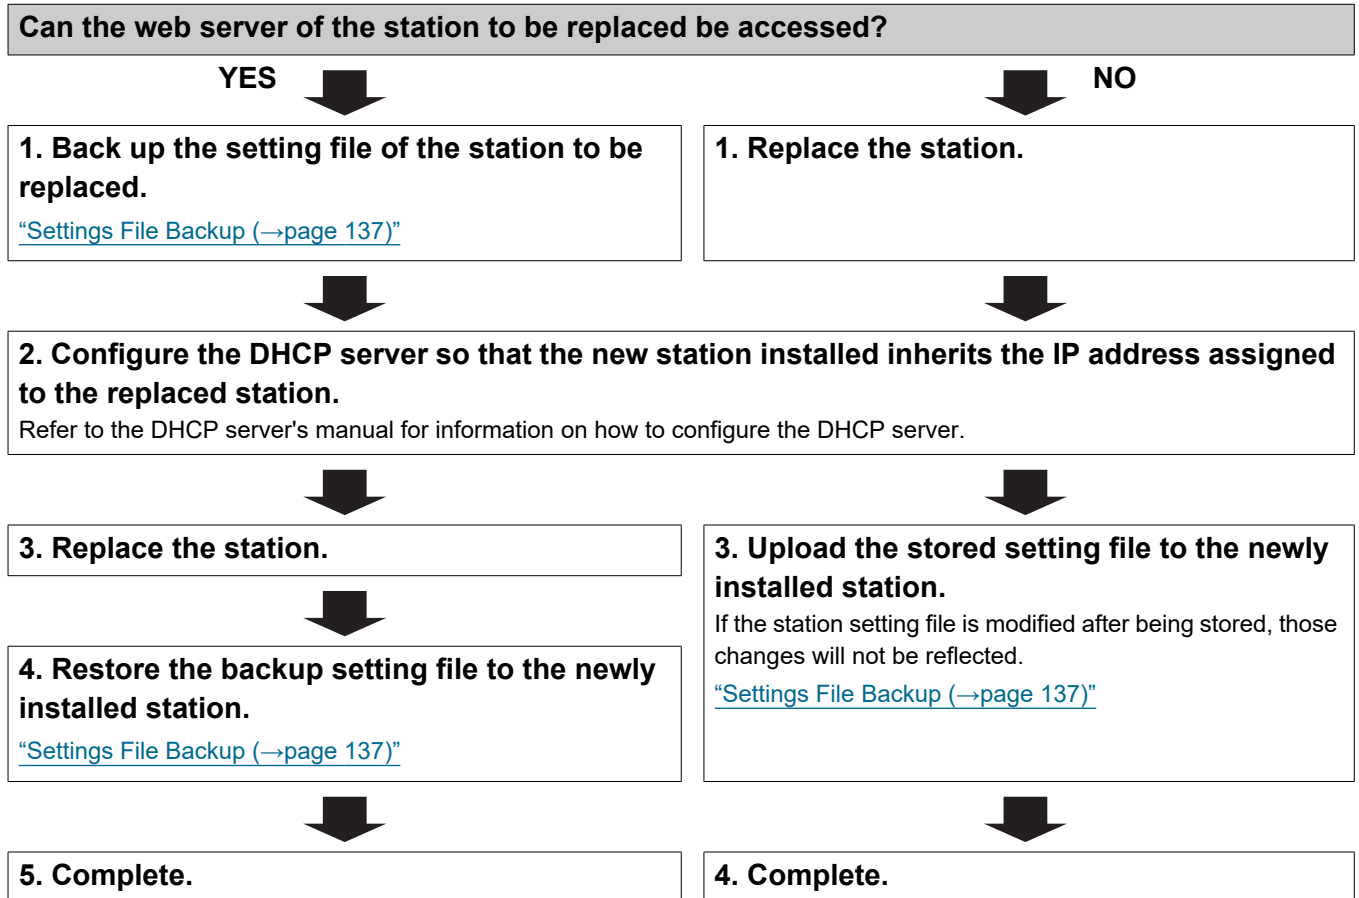 Can the web server of the station to be replaced be accessed?
YES
NO
1. Back up the setting file of the station to be
replaced.
“Settings File Backup (→page 137)”
1. Replace the station.
2. Configure the DHCP server so that the new station installed inherits the IP address assigned
to the replaced station.
Refer to the DHCP server's manual for information on how to configure the DHCP server.
3. Replace the station.
4. Restore the backup setting file to the newly
installed station.
“Settings File Backup (→page 137)”
3. Upload the stored setting file to the newly
installed station.
If the station setting file is modified after being stored, those
changes will not be reflected.
“Settings File Backup (→page 137)”
5. Complete.
4. Complete.